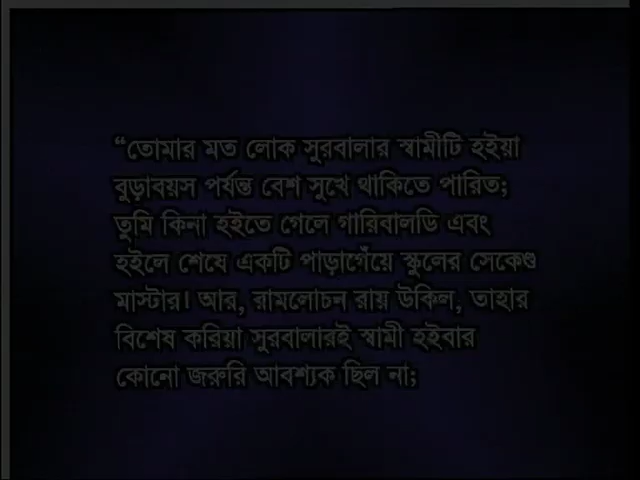 “তোমার মত লোক সুরবালার স্বামীটি হইয়া
বুড়াবয়স পর্যন্ত বেশ সুখে থাকিতে পারিত;
তুমি কিনা হইতে গেলে গারিবালডি এবং
হইলে শেষে একটি পাড়াগেঁয়ে স্কুলের সেকেণ্ড
মাস্টার। আর, রামলোচন রায় উকিল, তাহার
বিশেষ করিয়া সুরবালারই স্বামী হইবার
কোনো জরুরি আবশ্যক ছিল না;